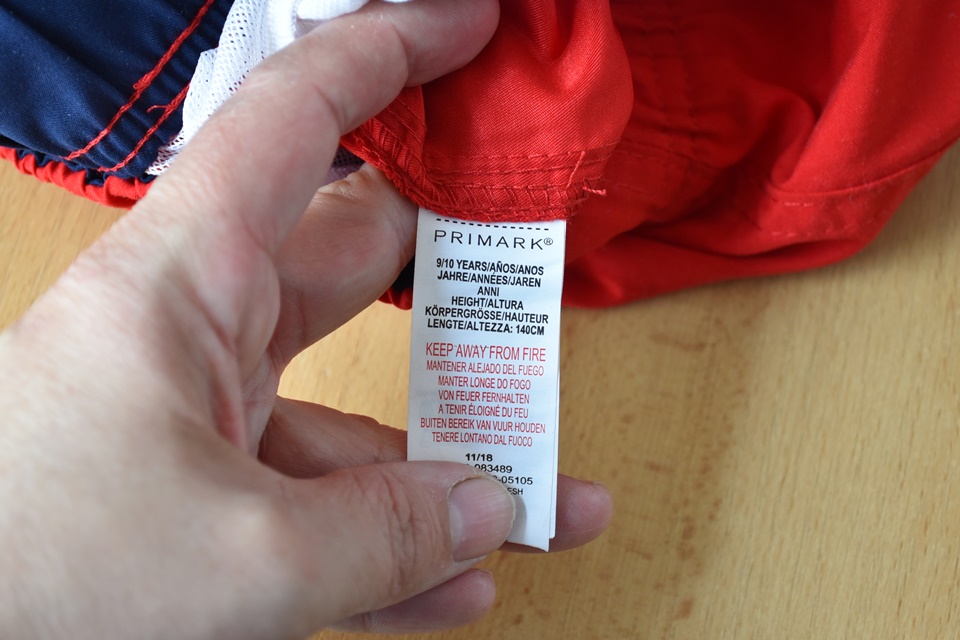 PRIMARK®
9/10 YEARS/AÑOS/ANOS
JAHRE/ANNÉES/JAREN
ANNI
HEIGHT/ALTURA
KÖRPERGRÖSSE/HAUTEUR
LENGTE/ALTEZZA: 140CM
KEEP AWAY FROM FIRE
MANTENER ALEJADO DEL FUEGO
MANTER LONGE DO FOGO
VON FEUER FERNHALTEN
A TENIR ÉLOIGNÉ DU FEU
BUITEN BEREIK VAN VUUR HOUDEN
TENERE LONTANO DAL FUOCO
11/18
083489
-05105